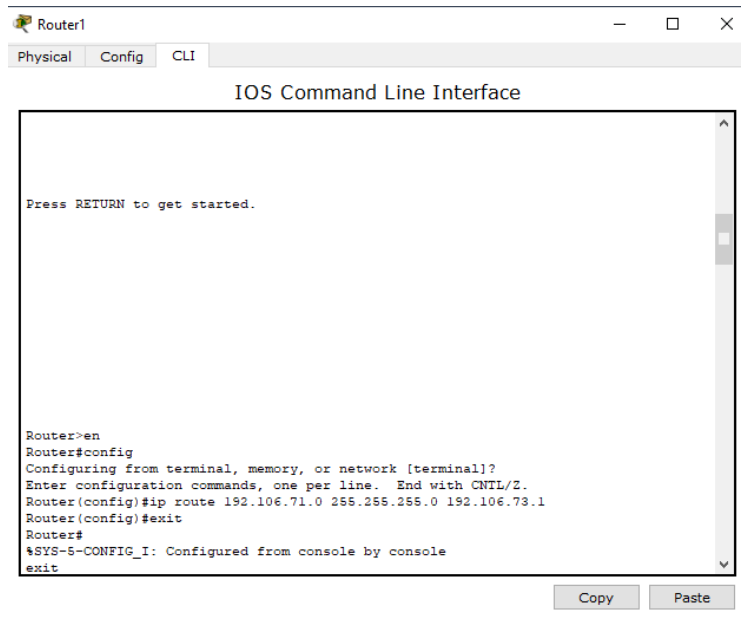 Router1
Physical Config CLI
IOS Command Line Interface
Press RETURN to get started.
Router>en
Router#config
Configuring from terminal, memory, or network [terminal]?
Enter configuration commands, one per line.  End with CNTL/Z.
Router(config)#ip route 192.106.71.0 255.255.255.0 192.106.73.1
Router(config)#exit
Router#
%SYS-5-CONFIG_I: Configured from console by console
exit
Copy Paste